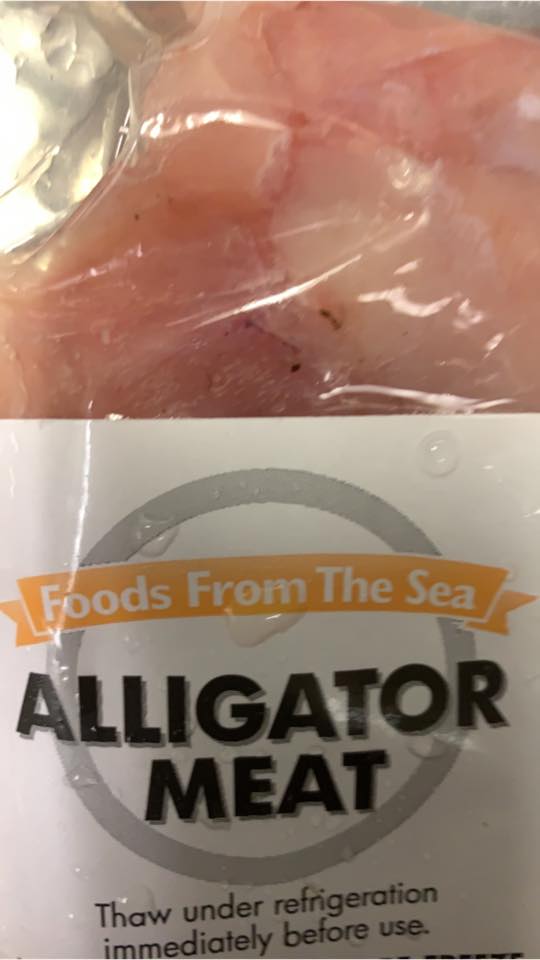 Foods From The Sea
ALLIGATOR
MEAT
Thaw under refrigeration
immediately before use.